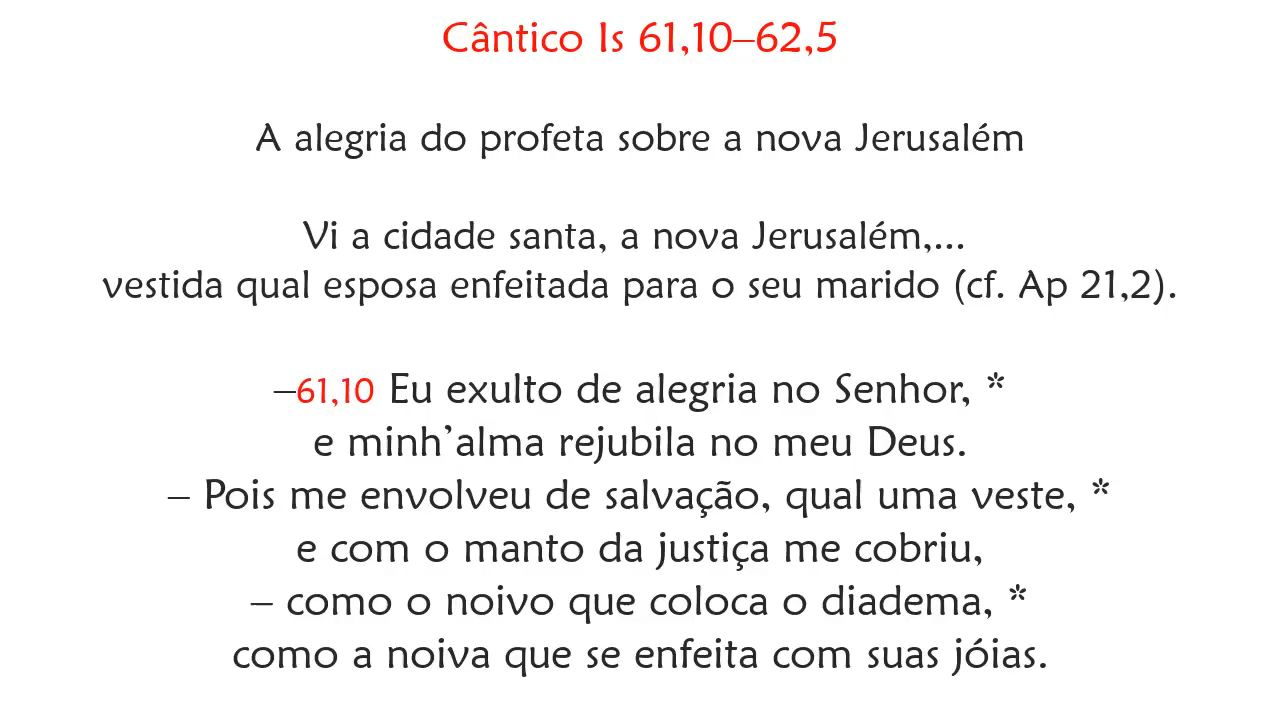 Cântico Is 61,10–62,5
A alegria do profeta sobre a nova Jerusalém
Vi a cidade santa, a nova Jerusalém,...
vestida qual esposa enfeitada para o seu marido (cf. Ap 21,2).
–61,10 Eu exulto de alegria no Senhor, *
e minh’alma rejubila no meu Deus.
– Pois me envolveu de salvação, qual uma veste, *
e com o manto da justiça me cobriu,
– como o noivo que coloca o diadema, *
como a noiva que se enfeita com suas jóias.